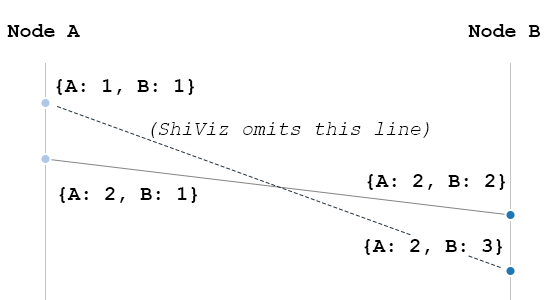 Node A
Node B
{A: 1, B: 1}
(ShiViz omits this line)
{A: 2, B: 2}
{A: 2, B: 1}
{A: 2, B: 3}